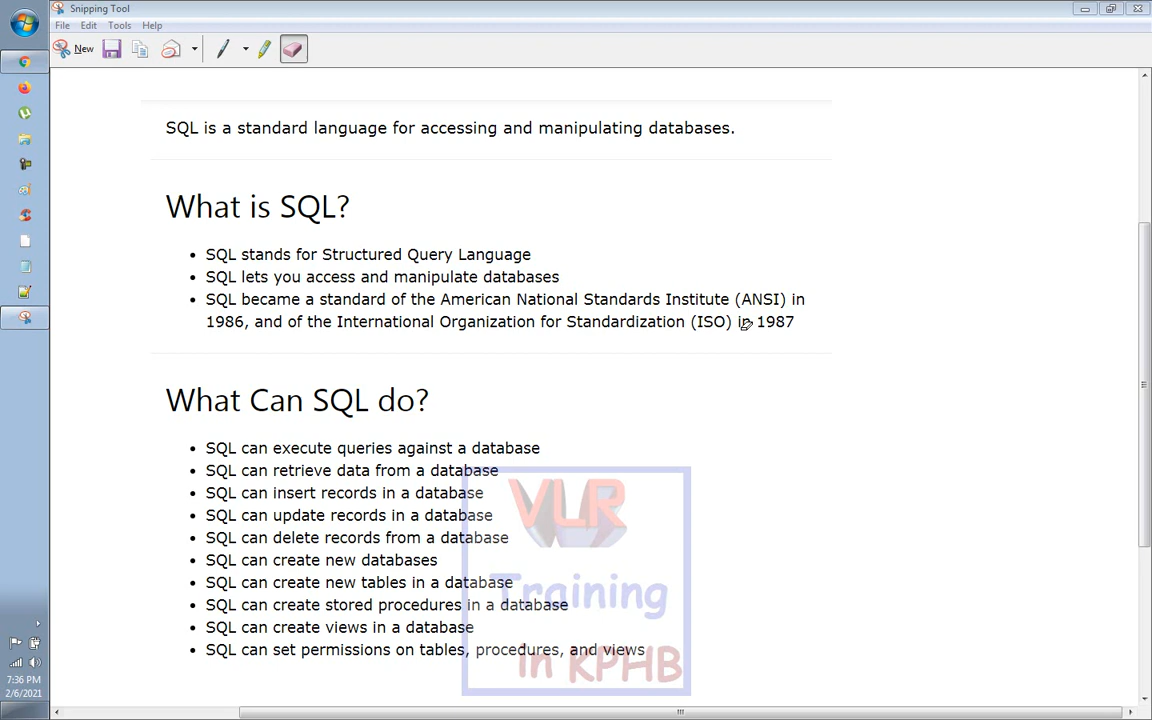 Snipping Tool
File Edit Tools Help
New
SQL is a standard language for accessing and manipulating databases.
What is SQL?
• SQL stands for Structured Query Language
• SQL lets you access and manipulate databases
• SQL became a standard of the American National Standards Institute (ANSI) in
1986, and of the International Organization for Standardization (ISO) in 1987
What Can SQL do?
• SQL can execute queries against a database
• SQL can retrieve data from a database
• SQL can insert records in a database
• SQL can update records in a database
• SQL can delete records from a database
• SQL can create new databases
• SQL can create new tables in a database
• SQL can create stored procedures in a database
• SQL can create views in a database
• SQL can set permissions on tables, procedures, and views
VLR
Training
in KPHB
7:36 PM
2/6/2021